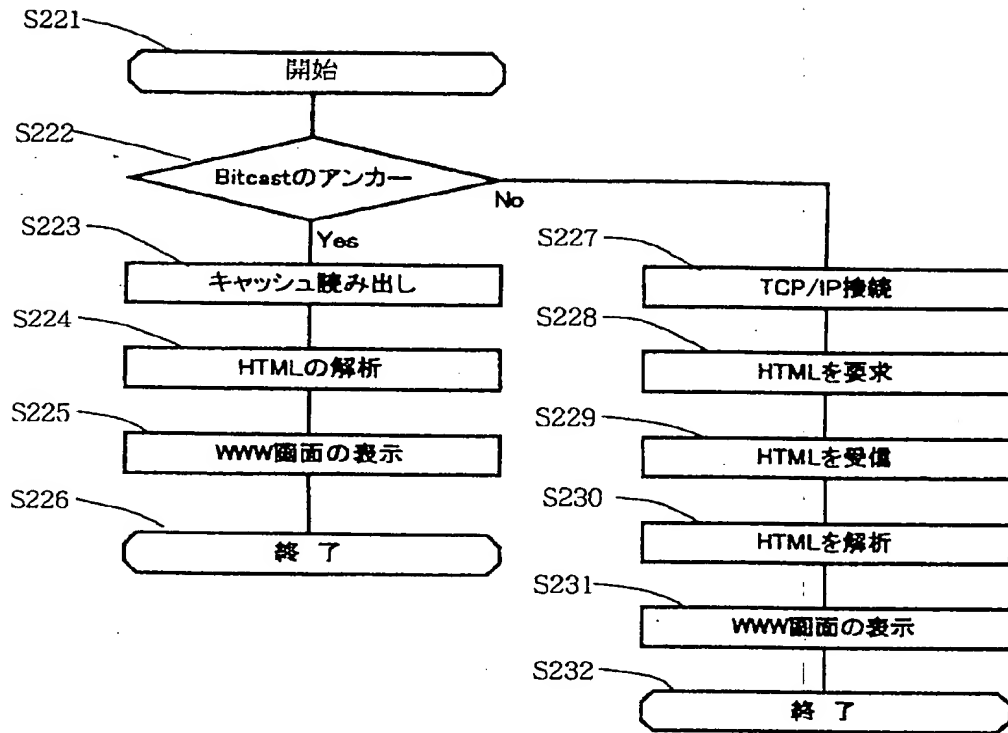 S221
開始
S222
Bitcastのアンカー
No
Yes
S223
キャッシュ読み出し
S224
HTMLの解析
S225
WWW画面の表示
S226
終 了
S227
TCP/IP接続
S228
HTMLを要求
S229
HTMLを受信
S230
HTMLを解析
S231
WWW画面の表示
S232
終 了